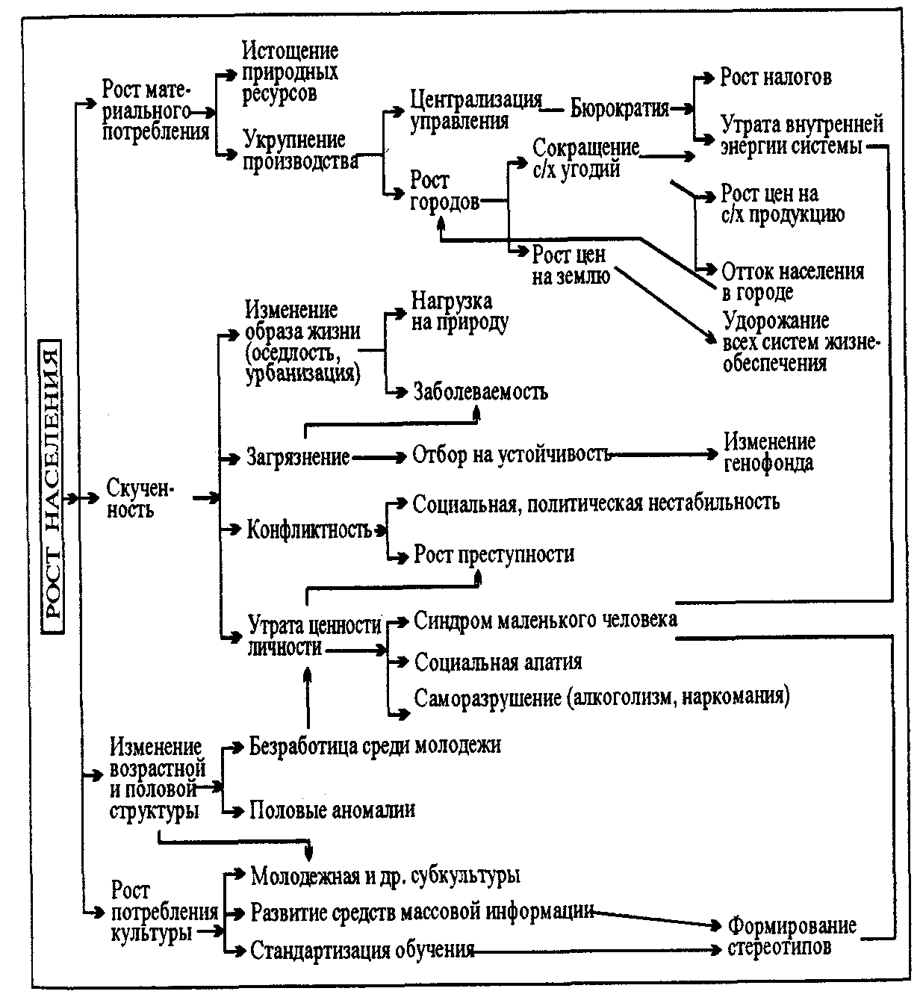 РОСТ НАСЕЛЕНИЯ
Рост мате-
риального
потребления
Истощение
природных
ресурсов
Укрупнение
производства
Централизация
управления
Бюрократия
Рост налогов
Утрата внутренней
энергии системы
Рост
городов
Сокращение
с/х угодий
Рост цен на
с/х продукцию
Рост цен
на землю
Отток населения
в городе
Удорожание
всех систем жизне-
обеспечения
Скучен-
ность
Изменение
образа жизни
(оседлость,
урбанизация)
Нагрузка
на природу
Заболеваемость
Загрязнение
Отбор на устойчивость
Изменение
генофонда
Конфликтность
Социальная, политическая нестабильность
Рост преступности
Утрата ценности
личности
Синдром маленького человека
Социальная апатия
Саморазрушение (алкоголизм, наркомания)
Изменение
возрастной
и половой
структуры
Безработица среди молодежи
Половые аномалии
Рост
потребления
культуры
Молодежная и др. субкультуры
Развитие средств массовой информации
Стандартизация обучения
Формирование
стереотипов